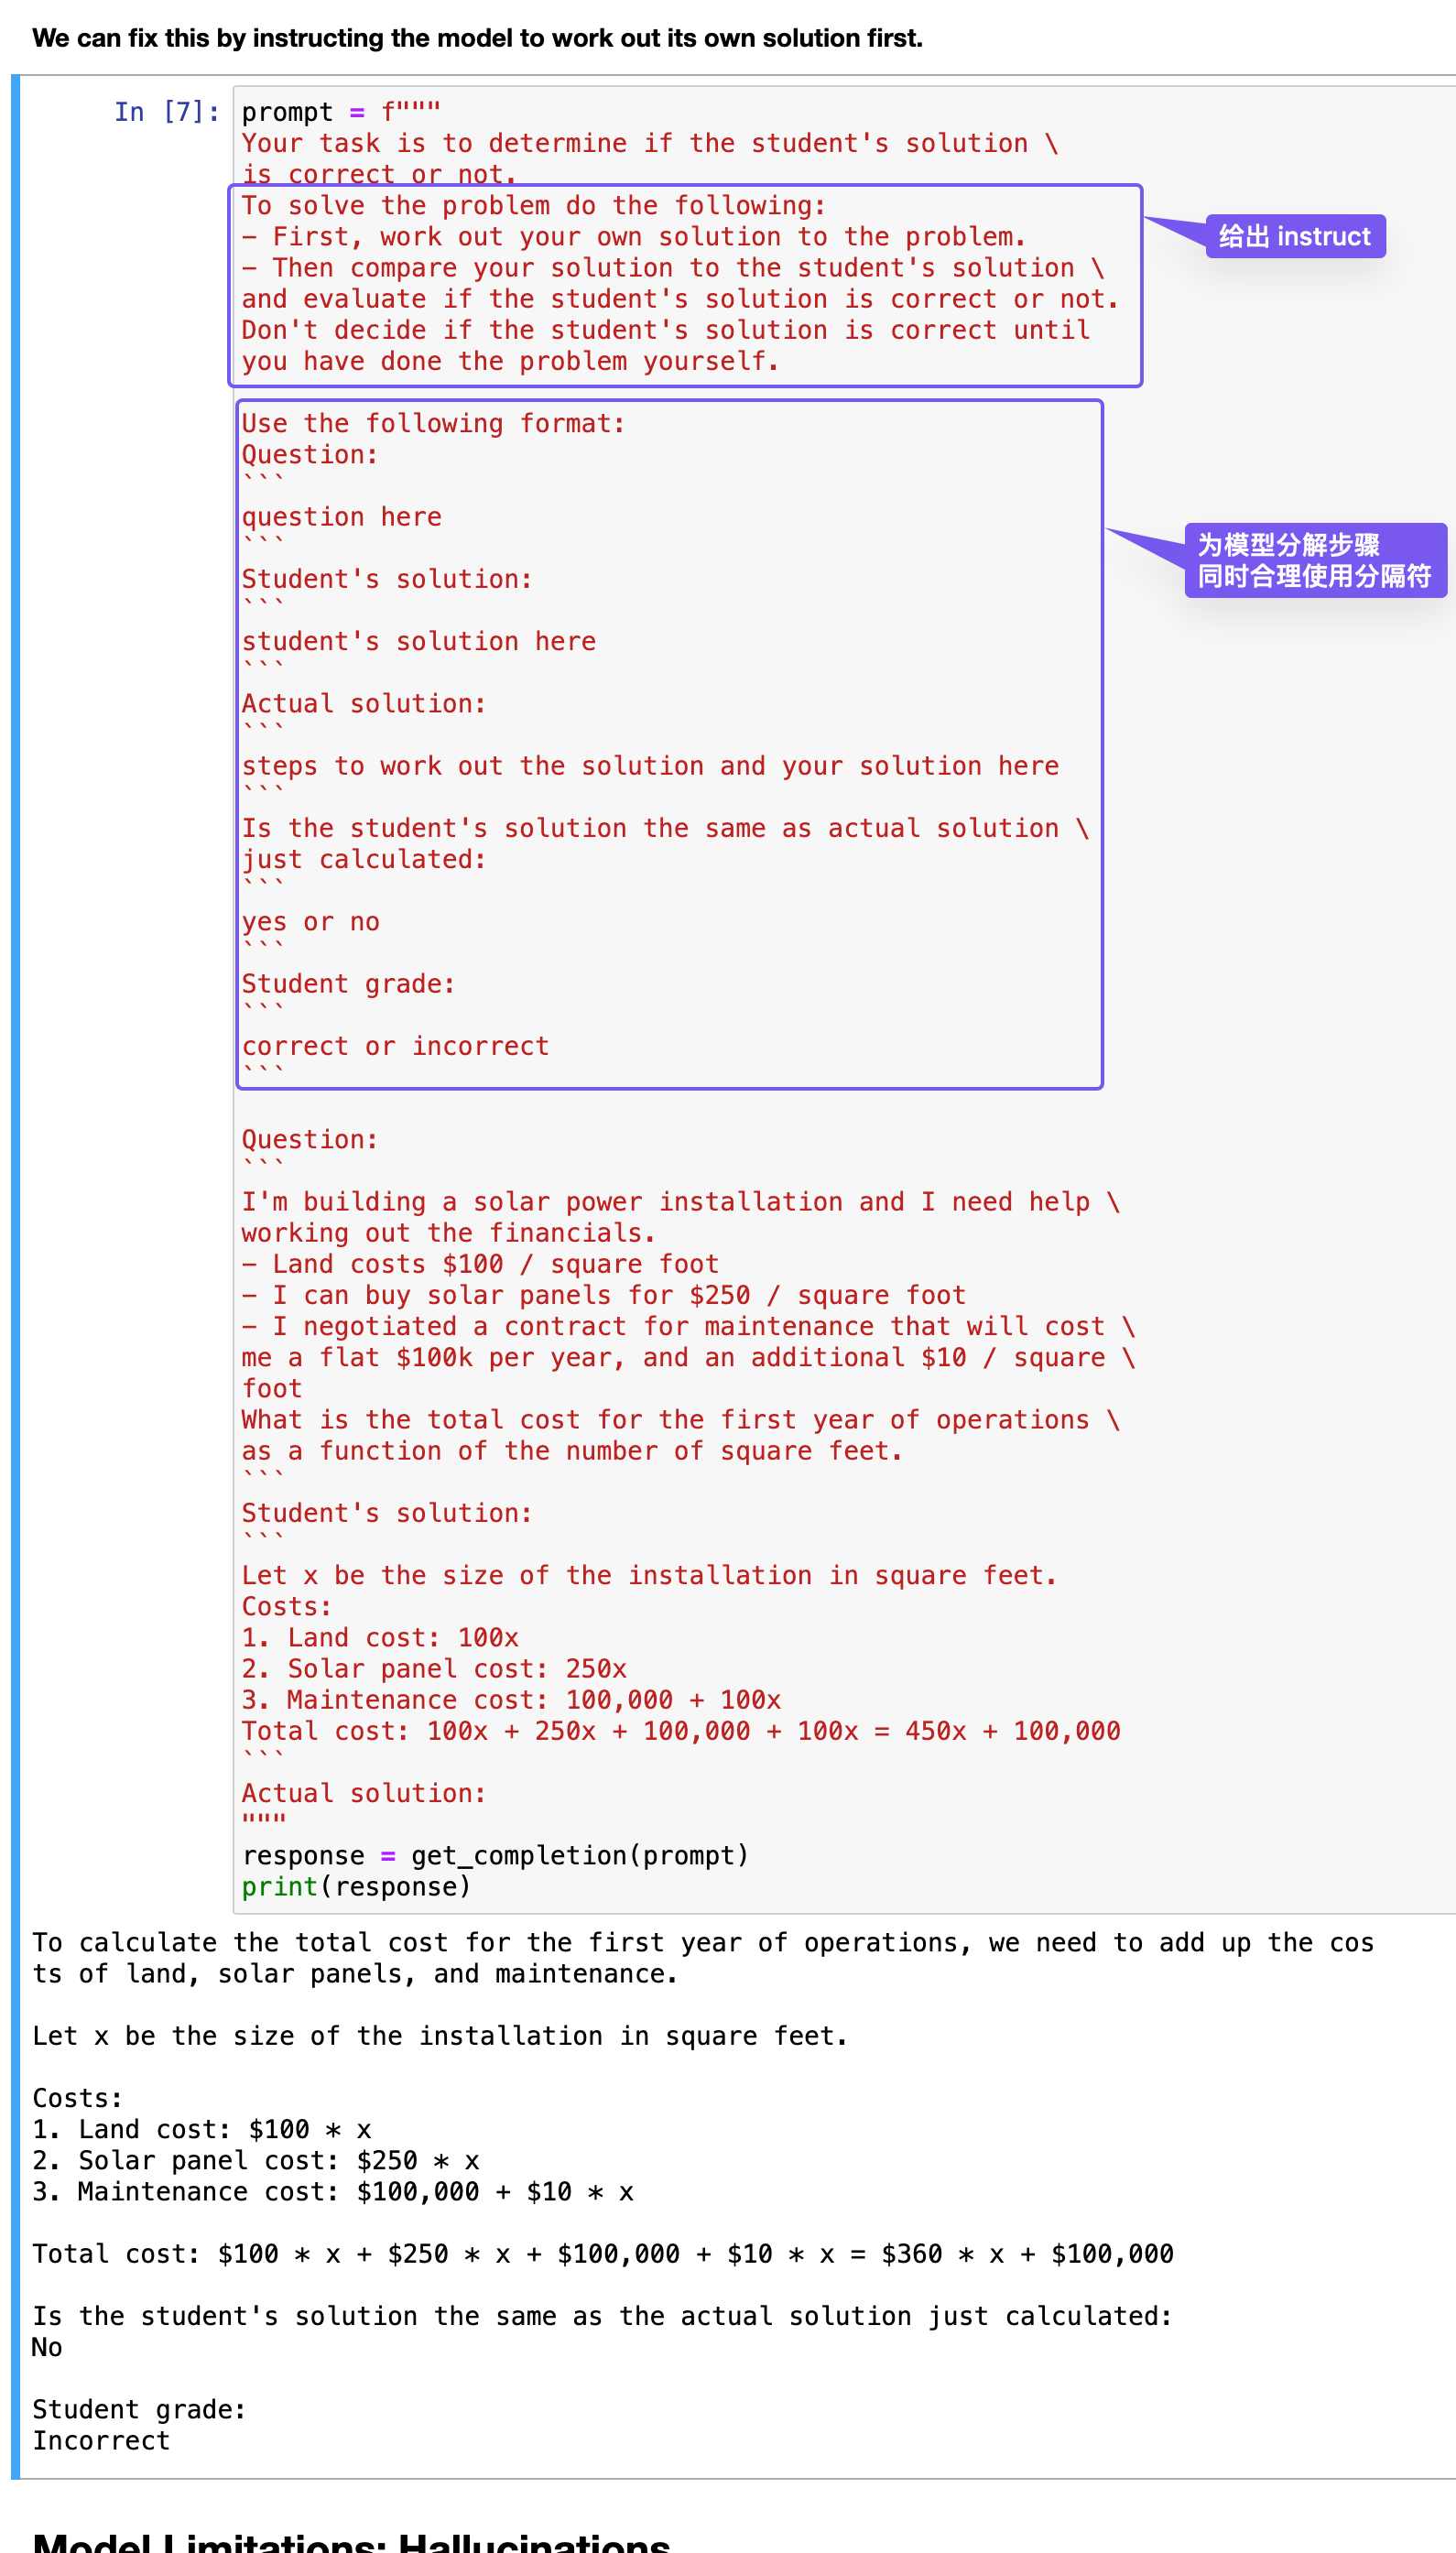 We can fix this by instructing the model to work out its own solution first.
In [7]:
prompt = f"""
Your task is to determine if the student's solution \
is correct or not.
To solve the problem do the following:
- First, work out your own solution to the problem.
- Then compare your solution to the student's solution \
and evaluate if the student's solution is correct or not.
Don't decide if the student's solution is correct until
you have done the problem yourself.
给出 instruct
Use the following format:
Question:
```
question here
```
Student's solution:
```
student's solution here
```
Actual solution:
```
steps to work out the solution and your solution here
```
Is the student's solution the same as actual solution \
just calculated:
```
yes or no
```
Student grade:
```
correct or incorrect
```
为模型分解步骤
同时合理使用分隔符
Question:
```
I'm building a solar power installation and I need help \
working out the financials.
- Land costs $100 / square foot
- I can buy solar panels for $250 / square foot
- I negotiated a contract for maintenance that will cost \
me a flat $100k per year, and an additional $10 / square \
foot
What is the total cost for the first year of operations \
as a function of the number of square feet.
```
Student's solution:
```
Let x be the size of the installation in square feet.
Costs:
1. Land cost: 100x
2. Solar panel cost: 250x
3. Maintenance cost: 100,000 + 100x
Total cost: 100x + 250x + 100,000 + 100x = 450x + 100,000
```
Actual solution:
"""
response = get_completion(prompt)
print(response)
To calculate the total cost for the first year of operations, we need to add up the cos
ts of land, solar panels, and maintenance.
Let x be the size of the installation in square feet.
Costs:
1. Land cost: $100 * x
2. Solar panel cost: $250 * x
3. Maintenance cost: $100,000 + $10 * x
Total cost: $100 * x + $250 * x + $100,000 + $10 * x = $360 * x + $100,000
Is the student's solution the same as the actual solution just calculated:
No
Student grade:
Incorrect
Model Limitations: Hallucinations